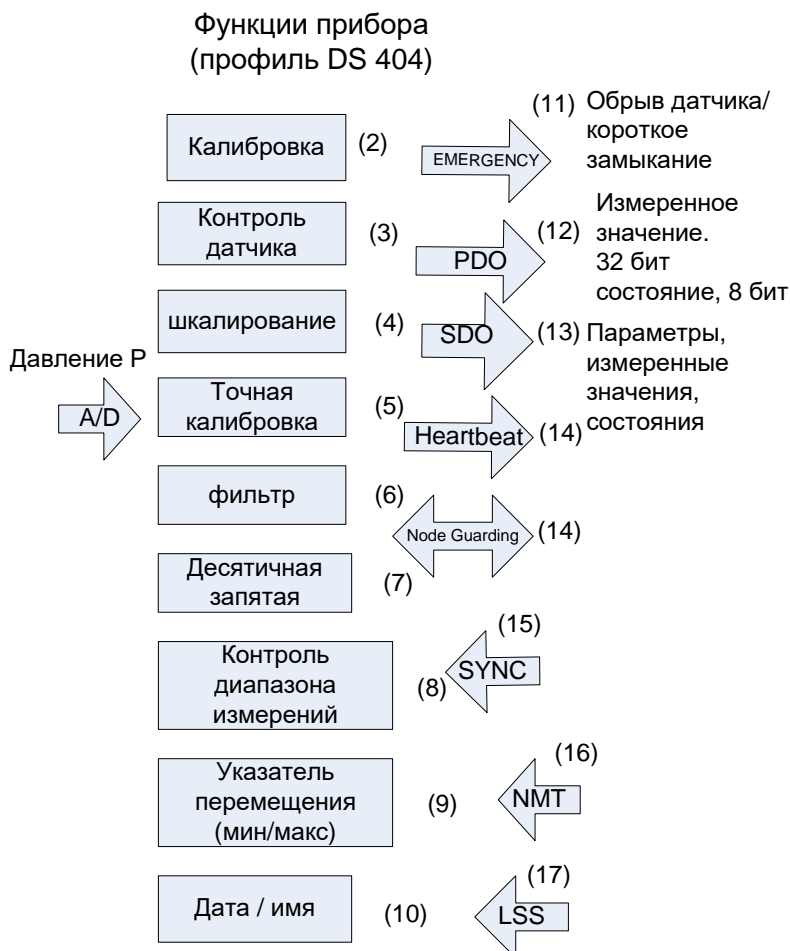 Функции прибора
(профиль DS 404)
Калибровка
(2)
EMERGENCY
(11)
Обрыв датчика/
короткое
замыкание
Контроль
датчика
(3)
PDO
(12)
Измеренное
значение.
32 бит
состояние, 8 бит
шкалирование
(4)
SDO
(13)
Параметры,
измеренные
значения,
состояния
Давление P
A/D
Точная
калибровка
(5)
Heartbeat
(14)
фильтр
(6)
Node Guarding
(14)
Десятичная
запятая
(7)
Контроль
диапазона
измерений
(8)
(15)
SYNC
Указатель
перемещения
(мин/макс)
(9)
(16)
NMT
Дата / имя
(10)
(17)
LSS